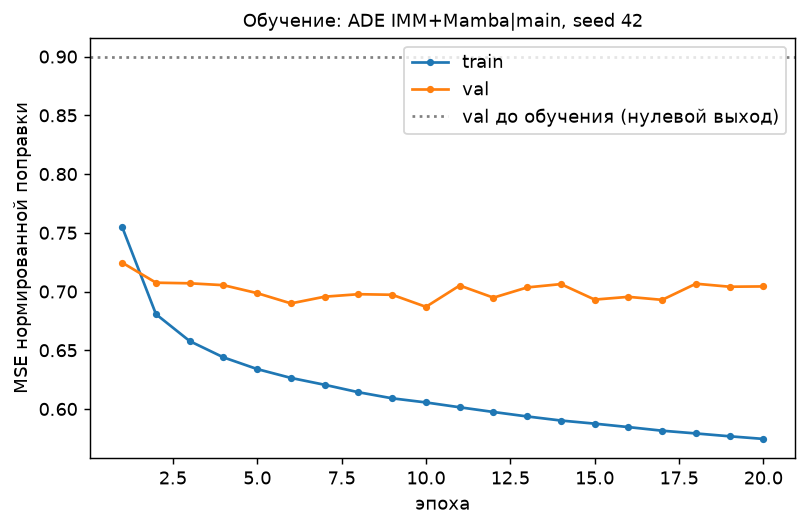 Обучение: ADE IMM+Mamba|main, seed 42
MSE нормированной поправки
0.90
0.85
0.80
0.75
0.70
0.65
0.60
train
val
val до обучения (нулевой выход)
2.5 5.0 7.5 10.0 12.5 15.0 17.5 20.0
эпоха